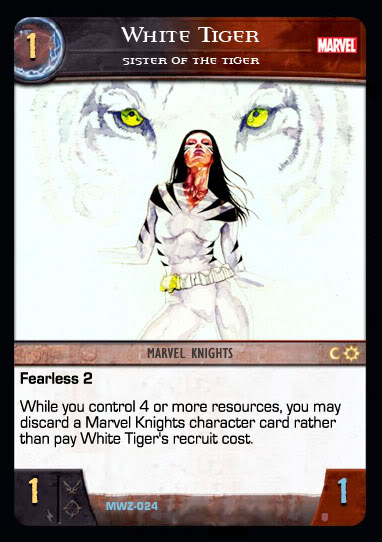 1
White Tiger
MARVEL
Sister of the Tiger
MARVEL KNIGHTS
Fearless 2
While you control 4 or more resources, you may
discard a Marvel Knights character card rather
than pay White Tiger's recruit cost.
1
MWZ-024
1